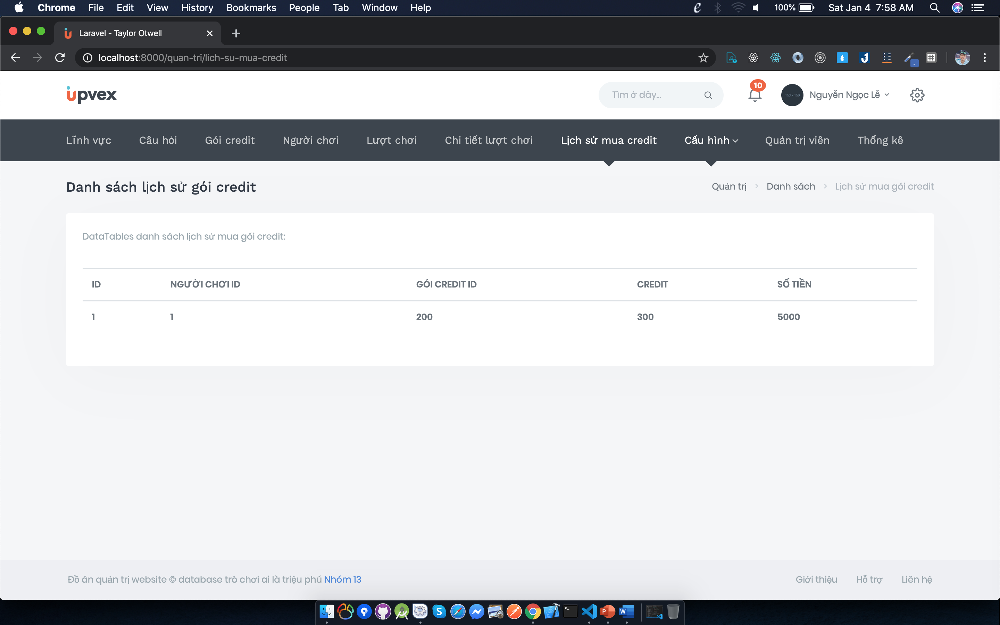 Chrome File Edit View History Bookmarks People Tab Window Help 100% Sat Jan 4 7:58 AM
Laravel - Taylor Otwell
localhost:8000/quan-tri/lich-su-mua-credit
upvex Tìm ở đây... 10 150 x 150 Nguyễn Ngọc Lễ
Lĩnh vực Câu hỏi Gói credit Người chơi Lượt chơi Chi tiết lượt chơi Lịch sử mua credit Cấu hình Quản trị viên Thống kê
Danh sách lịch sử gói credit Quản trị Danh sách Lịch sử mua gói credit
DataTables danh sách lịch sử mua gói credit:
ID NGƯỜI CHƠI ID GÓI CREDIT ID CREDIT SỐ TIỀN
1 1 200 300 5000
Đồ án quản trị website © database trò chơi ai là triệu phú Nhóm 13 Giới thiệu Hỗ trợ Liên hệ